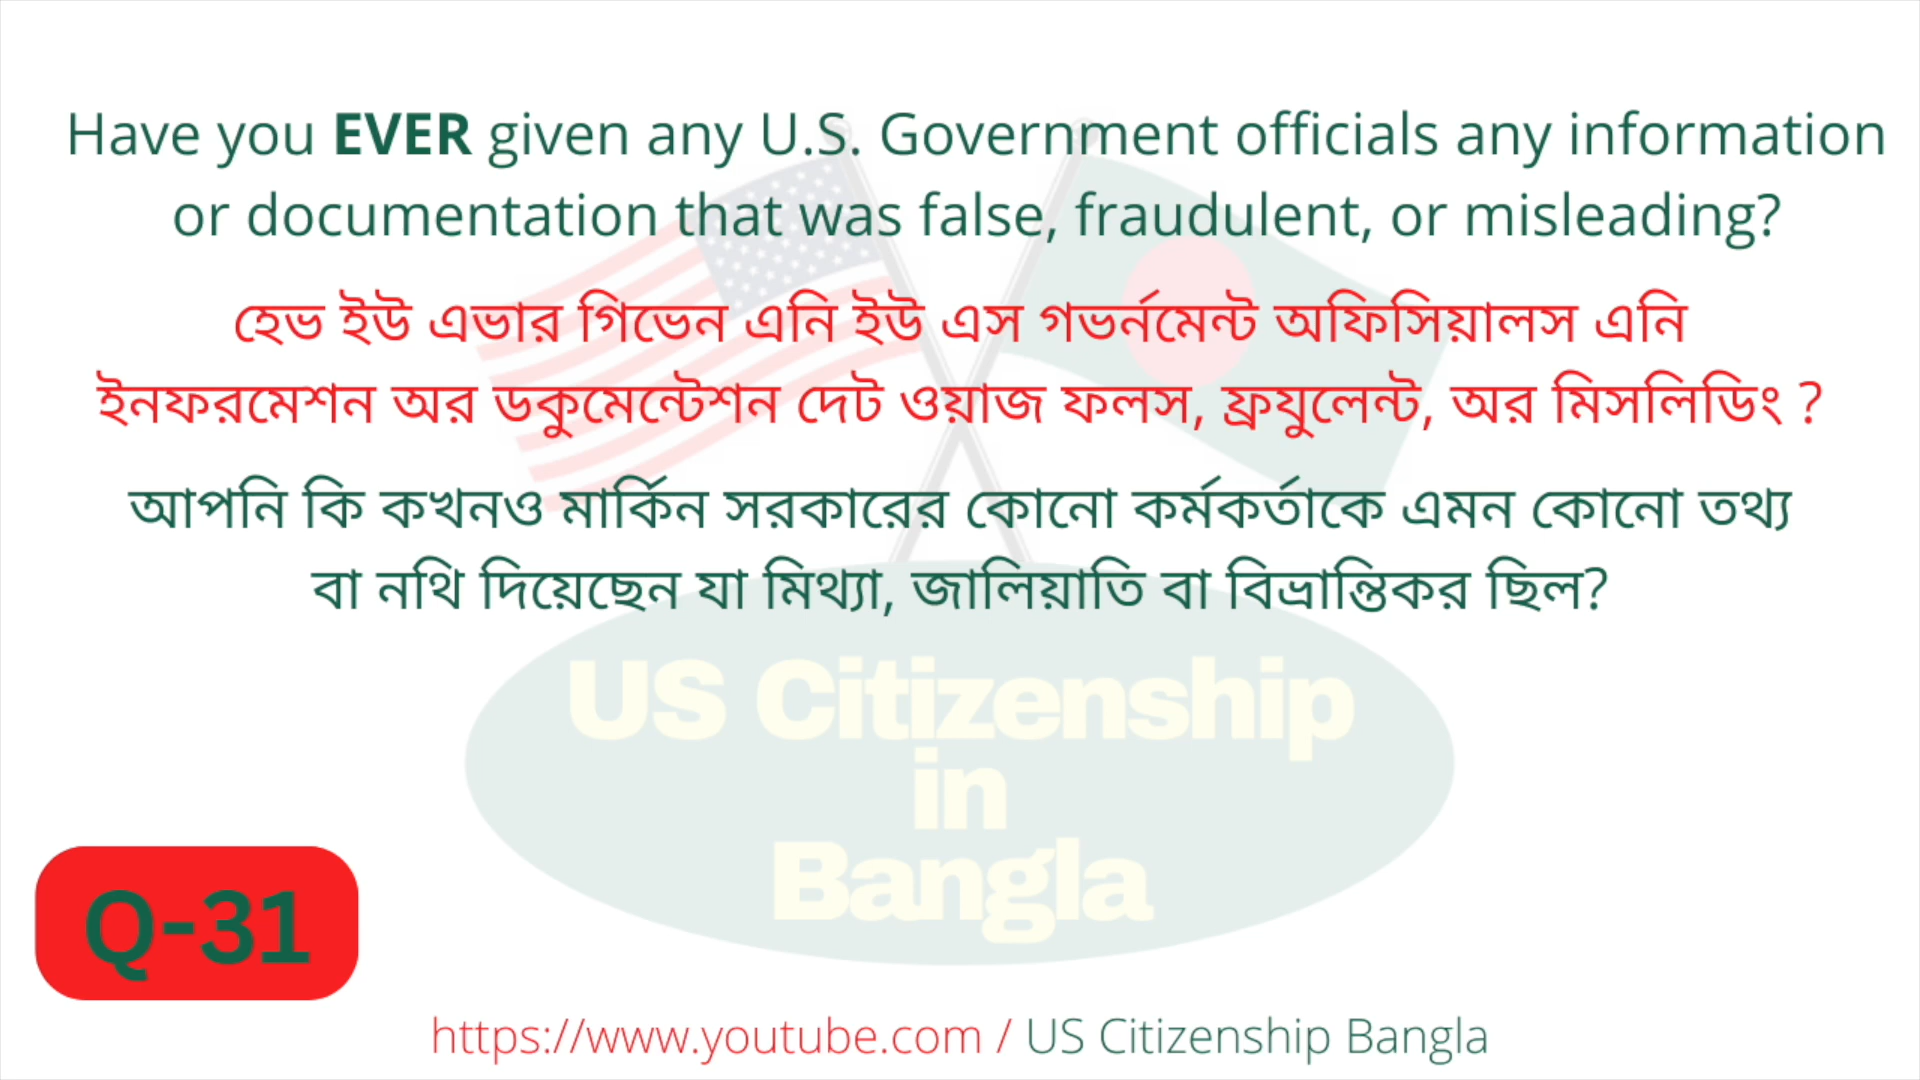 Have you EVER given any U.S. Government officials any information
or documentation that was false, fraudulent, or misleading?
হেভ ইউ এভার গিভেন এনি ইউ এস গভর্নমেন্ট অফিসিয়ালস এনি
ইনফরমেশন অর ডকুমেন্টেশন দেট ওয়াজ ফলস, ফ্রযুলেন্ট, অর মিসলিডিং ?
আপনি কি কখনও মার্কিন সরকারের কোনো কর্মকর্তাকে এমন কোনো তথ্য
বা নথি দিয়েছেন যা মিথ্যা, জালিয়াতি বা বিভ্রান্তিকর ছিল?
US Citizenship
in
Bangla
Q-31
https://www.youtube.com / US Citizenship Bangla